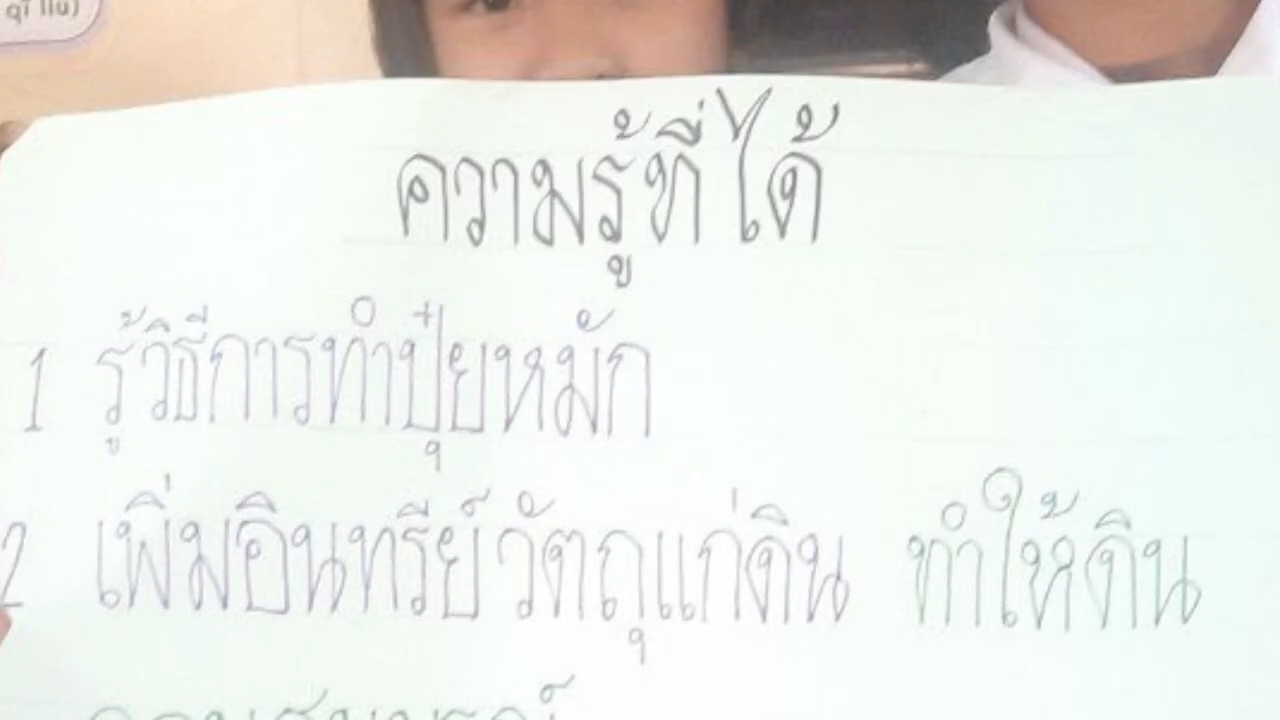 ความรู้ที่ได้
1 รู้วิธีการทำปุ๋ยหมัก
2 เพิ่มอินทรีย์วัตถุแก่ดิน ทำให้ดิน